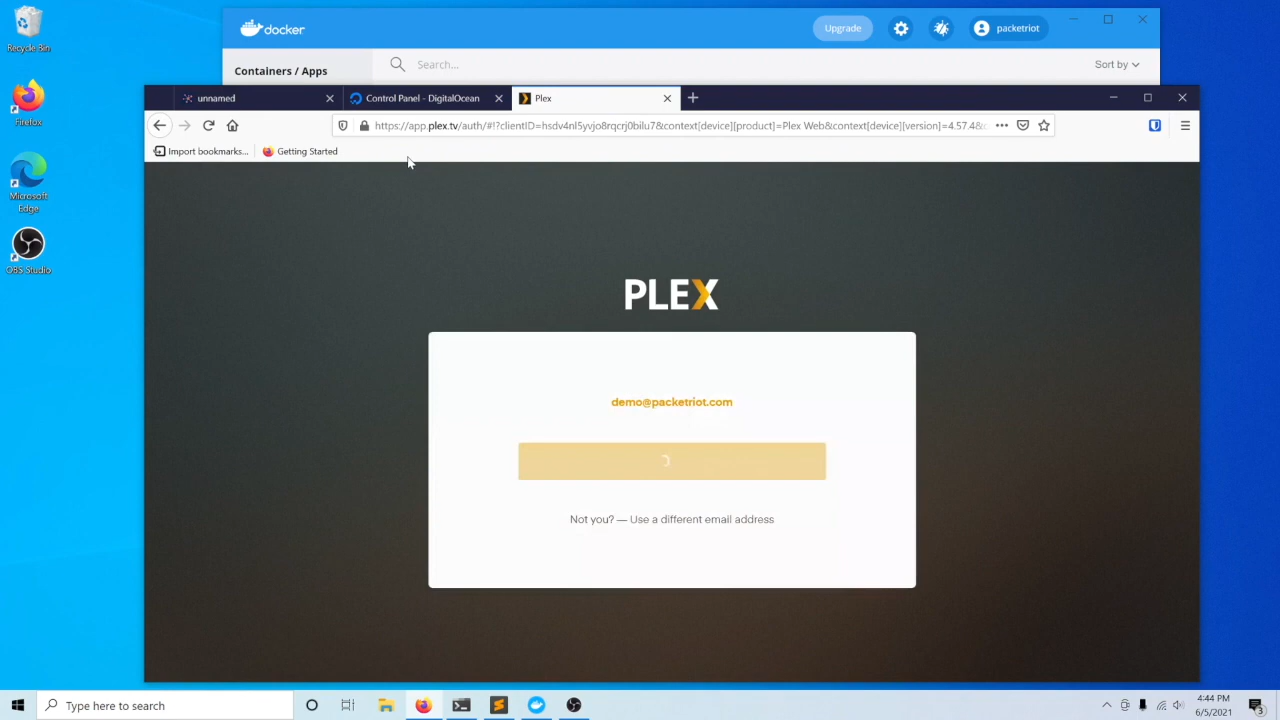 Recycle Bin
Firefox
Microsoft
Edge
OBS Studio
docker
Upgrade
packetriot
Containers / Apps
Search...
Sort by
unnamed
Control Panel - DigitalOcean
Plex
https://app.plex.tv/auth/#!?clientID=hsdv4nl5yvjo8rqcrj0bilu7&context[device][product]=Plex Web&context[device][version]=4.57.4&
Import bookmarks...
Getting Started
PLEX
demo@packetriot.com
Not you? — Use a different email address
Type here to search
4:44 PM
6/5/2021
3